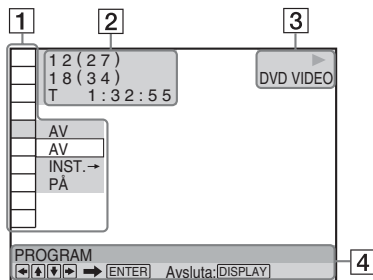 1 2 3
12(27)
18(34)
T 1:32:55
DVD VIDEO
AV
AV
INST.→
PÅ
PROGRAM
ENTER Avsluta: DISPLAY
4